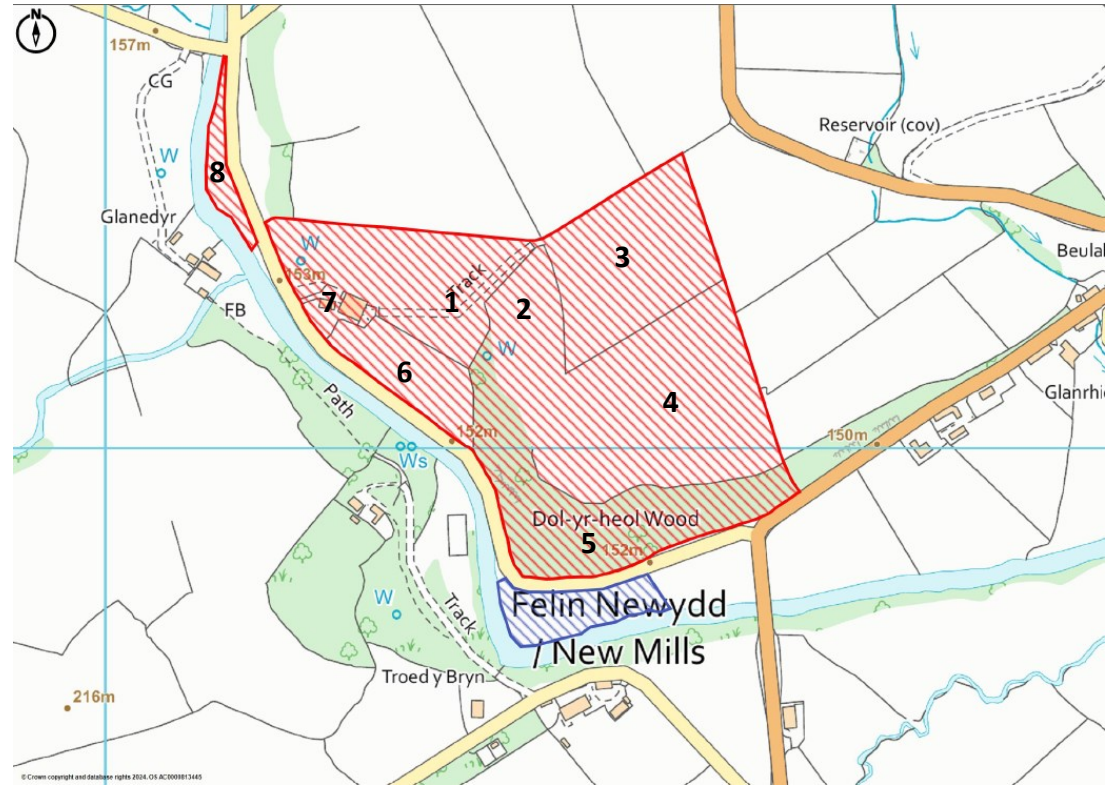 N
157m
CG
W
Reservoir (cov)
8
Glanedyr
3
W
Track
153m
1
2
7
FB
6
W
4
Path
152m
150m
Ws
Dol-yr-heol Wood
5
152m
W
Track
Felin Newydd
/ New Mills
Troed y Bryn
216m
© Crown copyright and database rights 2024. OS AC0000813445